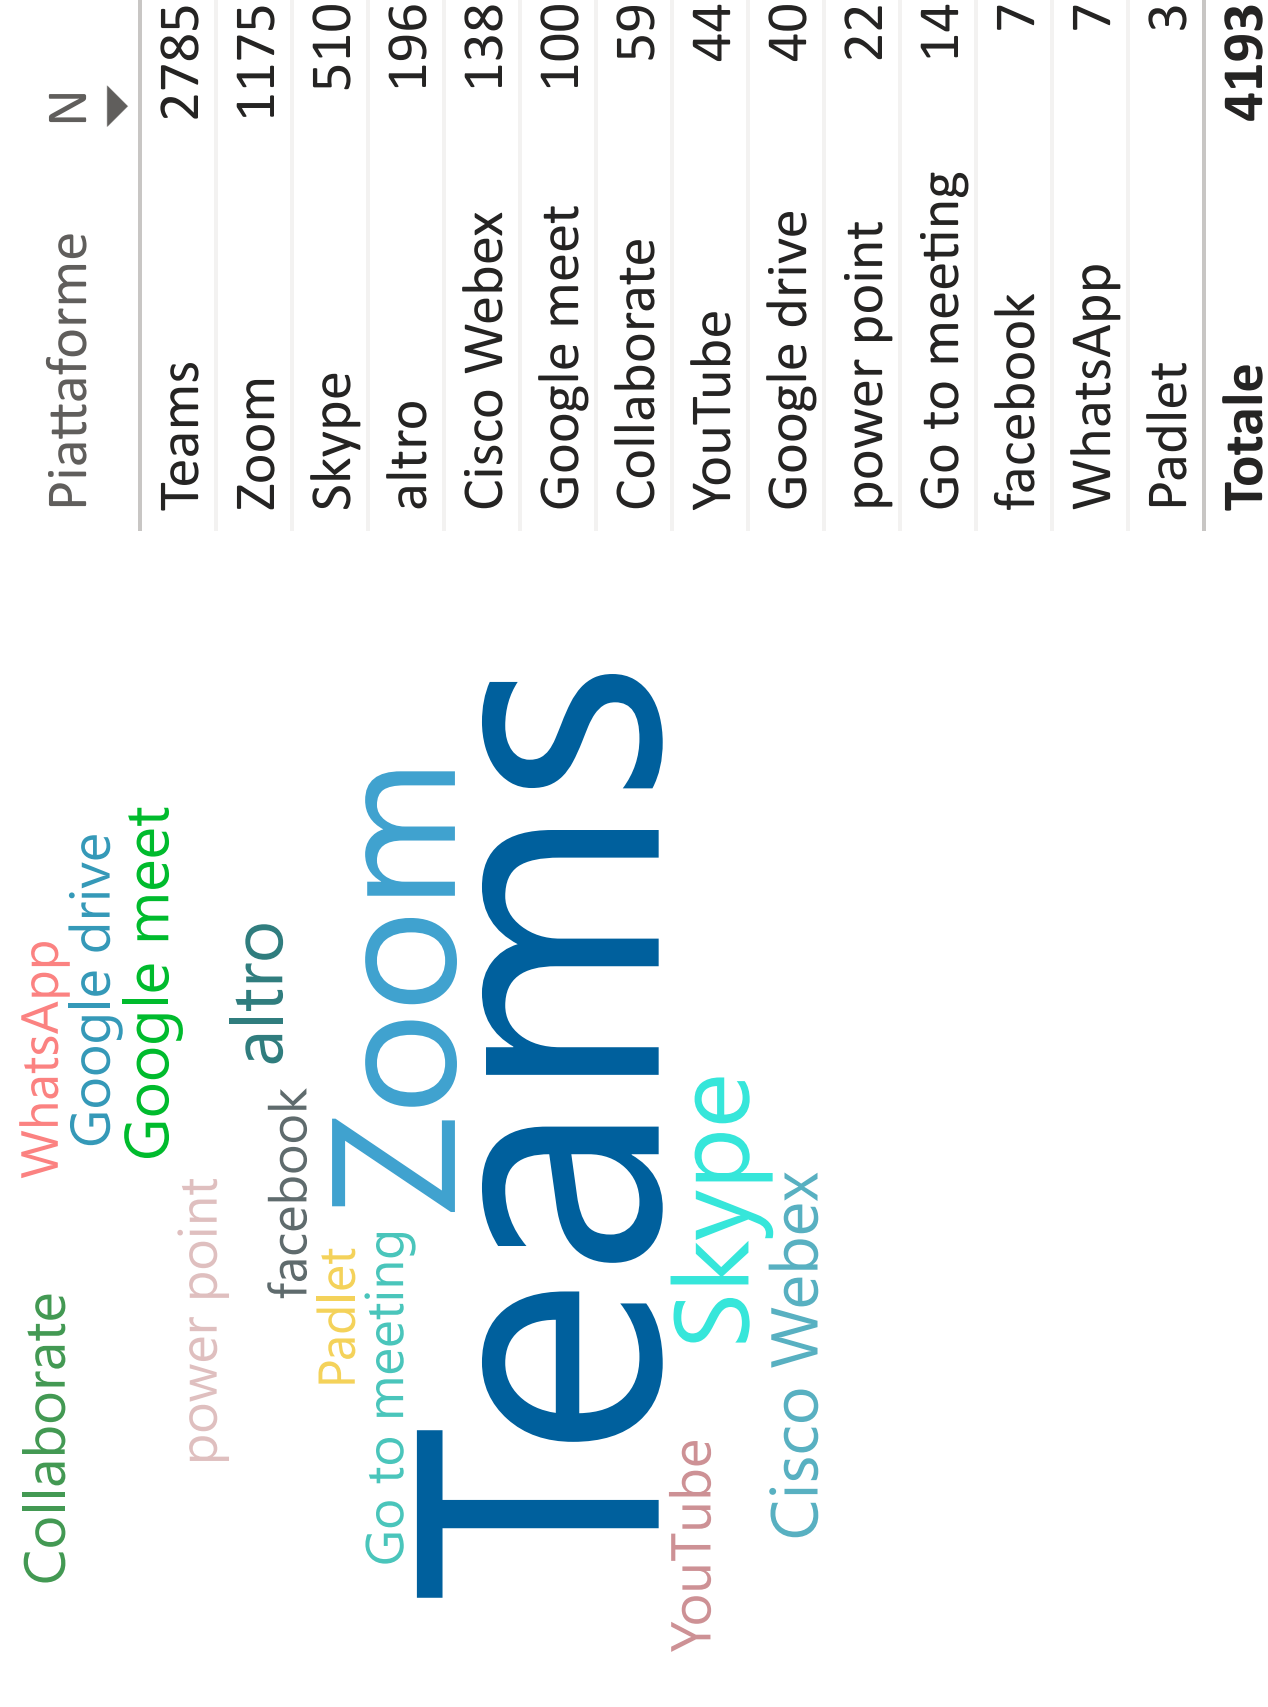 WhatsApp
Google drive
Google meet
Collaborate
power point
altro
facebook
Padlet
Go to meeting
Zoom
Teams
YouTube
Skype
Cisco Webex
Piattaforme N
Teams 2785
Zoom 1175
Skype 510
altro 196
Cisco Webex 138
Google meet 100
Collaborate 59
YouTube 44
Google drive 40
power point 22
Go to meeting 14
facebook 7
WhatsApp 7
Padlet 3
Totale 4193